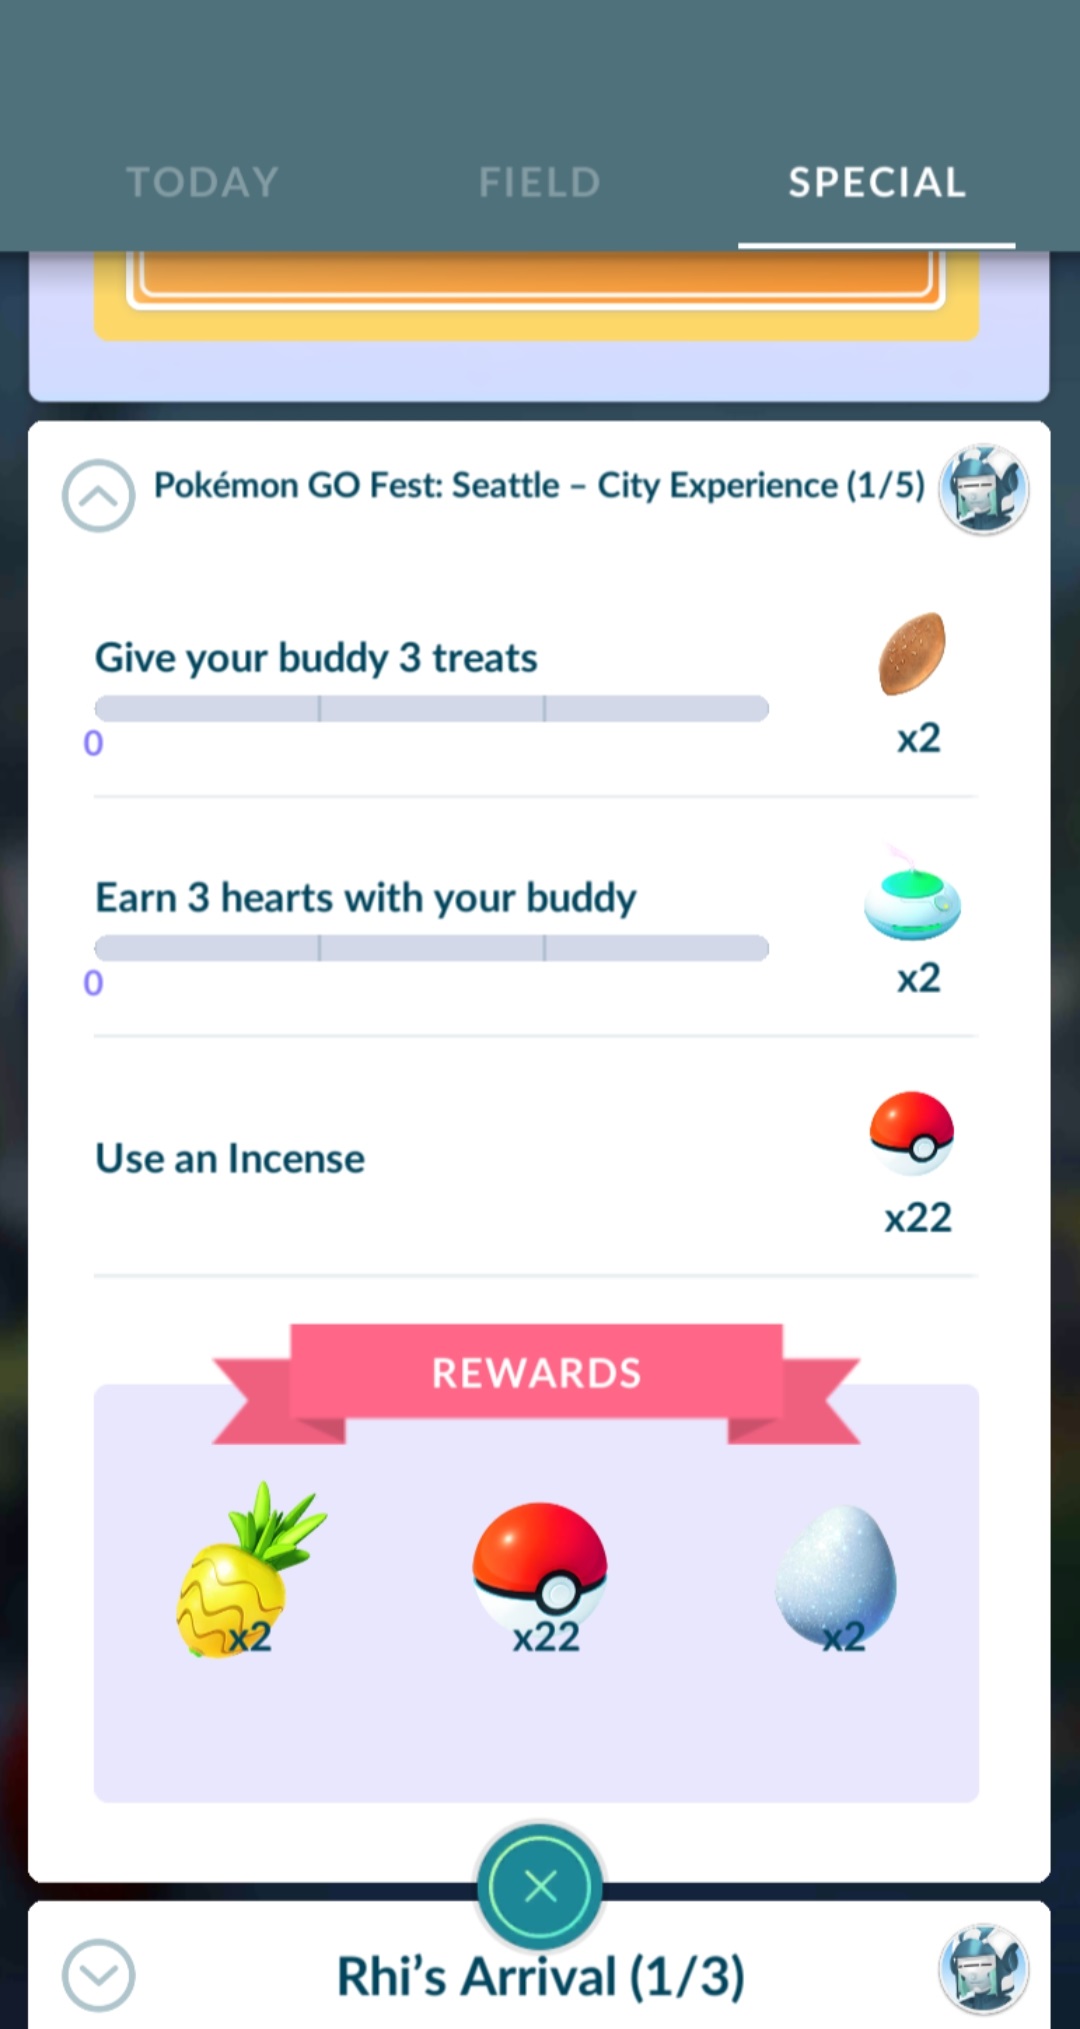 TODAY FIELD SPECIAL
Pokémon GO Fest: Seattle – City Experience (1/5)
Give your buddy 3 treats
0
x2
Earn 3 hearts with your buddy
0
x2
Use an Incense
x22
REWARDS
x2 x22 x2
Rhi's Arrival (1/3)